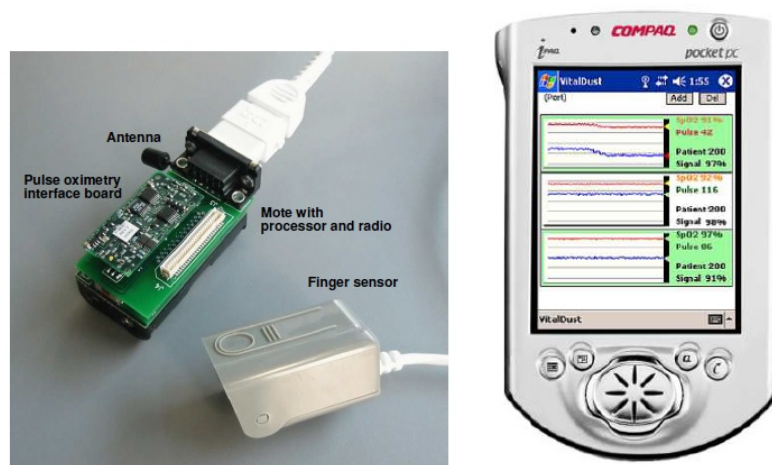 Antenna
Pulse oximetry
interface board
Mote with
processor and radio
Finger sensor
COMPAQ
iPAQ
pocket pc
VitalDust
1:55
(Port)
Add
Del
SpO2 91%
Pulse 42
Patient 200
Signal 97%
SpO2 92%
Pulse 116
Patient 200
Signal 98%
SpO2 97%
Pulse 86
Patient 200
Signal 91%
VitalDust